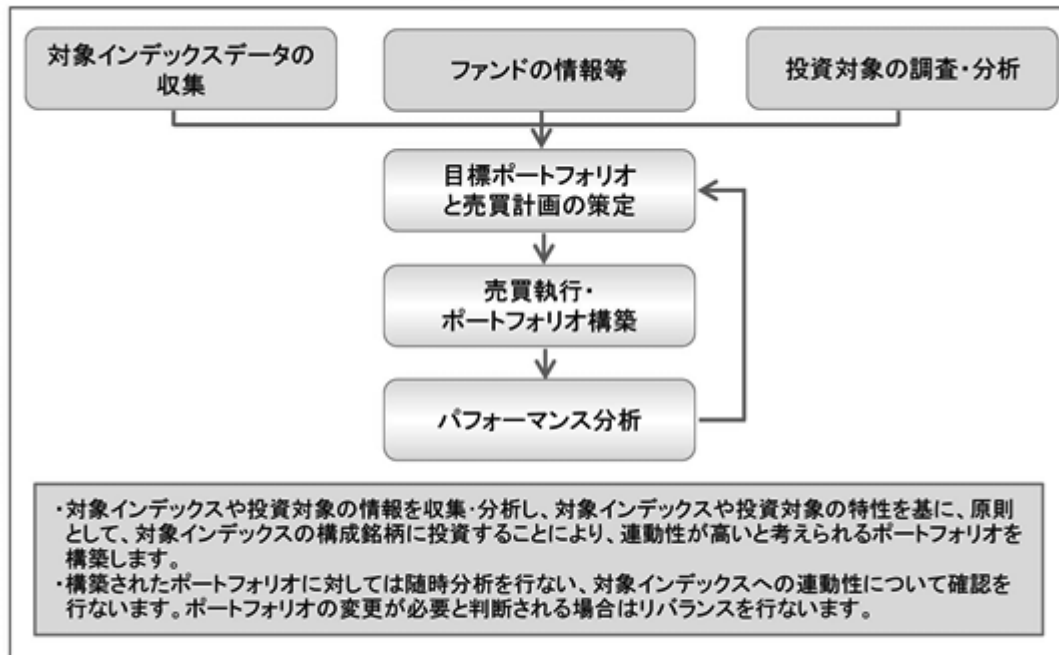 対象インデックスデータの
収集
ファンドの情報等
投資対象の調査・分析
目標ポートフォリオ
と売買計画の策定
売買執行・
ポートフォリオ構築
パフォーマンス分析
・対象インデックスや投資対象の情報を収集・分析し、対象インデックスや投資対象の特性を基に、原則
として、対象インデックスの構成銘柄に投資することにより、連動性が高いと考えられるポートフォリオを
構築します。
・構築されたポートフォリオに対しては随時分析を行ない、対象インデックスへの連動性について確認を
行ないます。ポートフォリオの変更が必要と判断される場合はリバランスを行ないます。